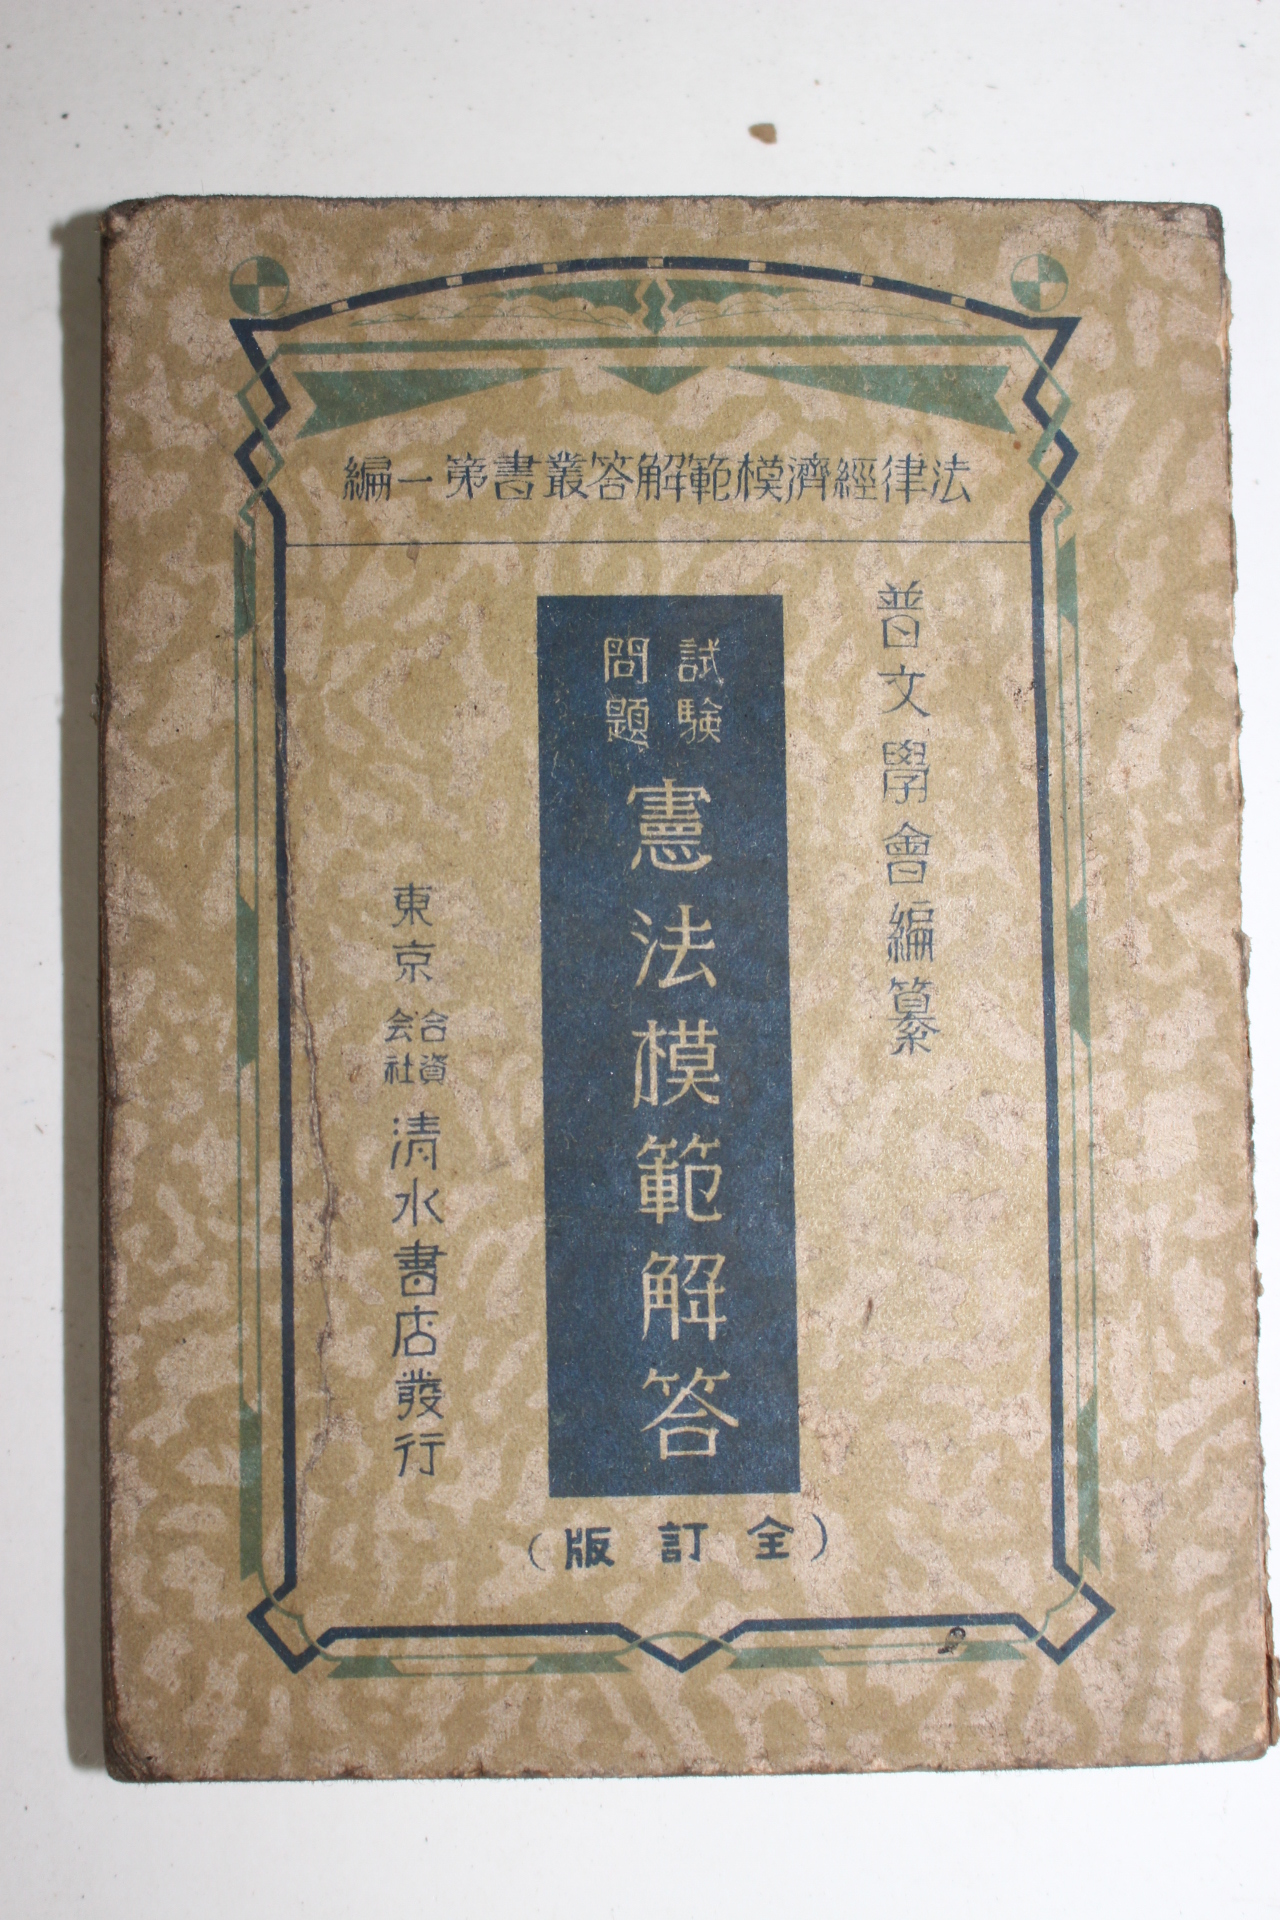 法律經濟模範解答叢書第一編
普文學會編纂
試驗
問題
憲法模範解答
(全訂版)
東京
合資
会社
清水書店發行